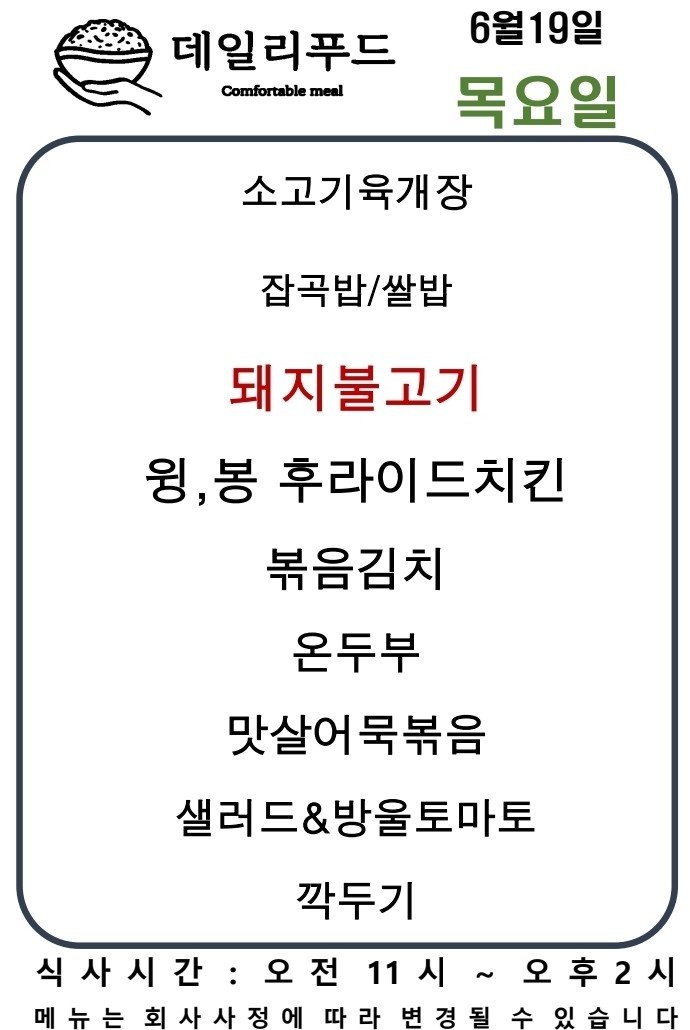 데일리푸드
Comfortable meal
6월19일
목요일
소고기육개장
잡곡밥/쌀밥
돼지불고기
윙,봉 후라이드치킨
볶음김치
온두부
맛살어묵볶음
샐러드&방울토마토
깍두기
식사시간 : 오전 11시 ~ 오후2시
메뉴는 회사사정에 따라 변경될 수 있습니다